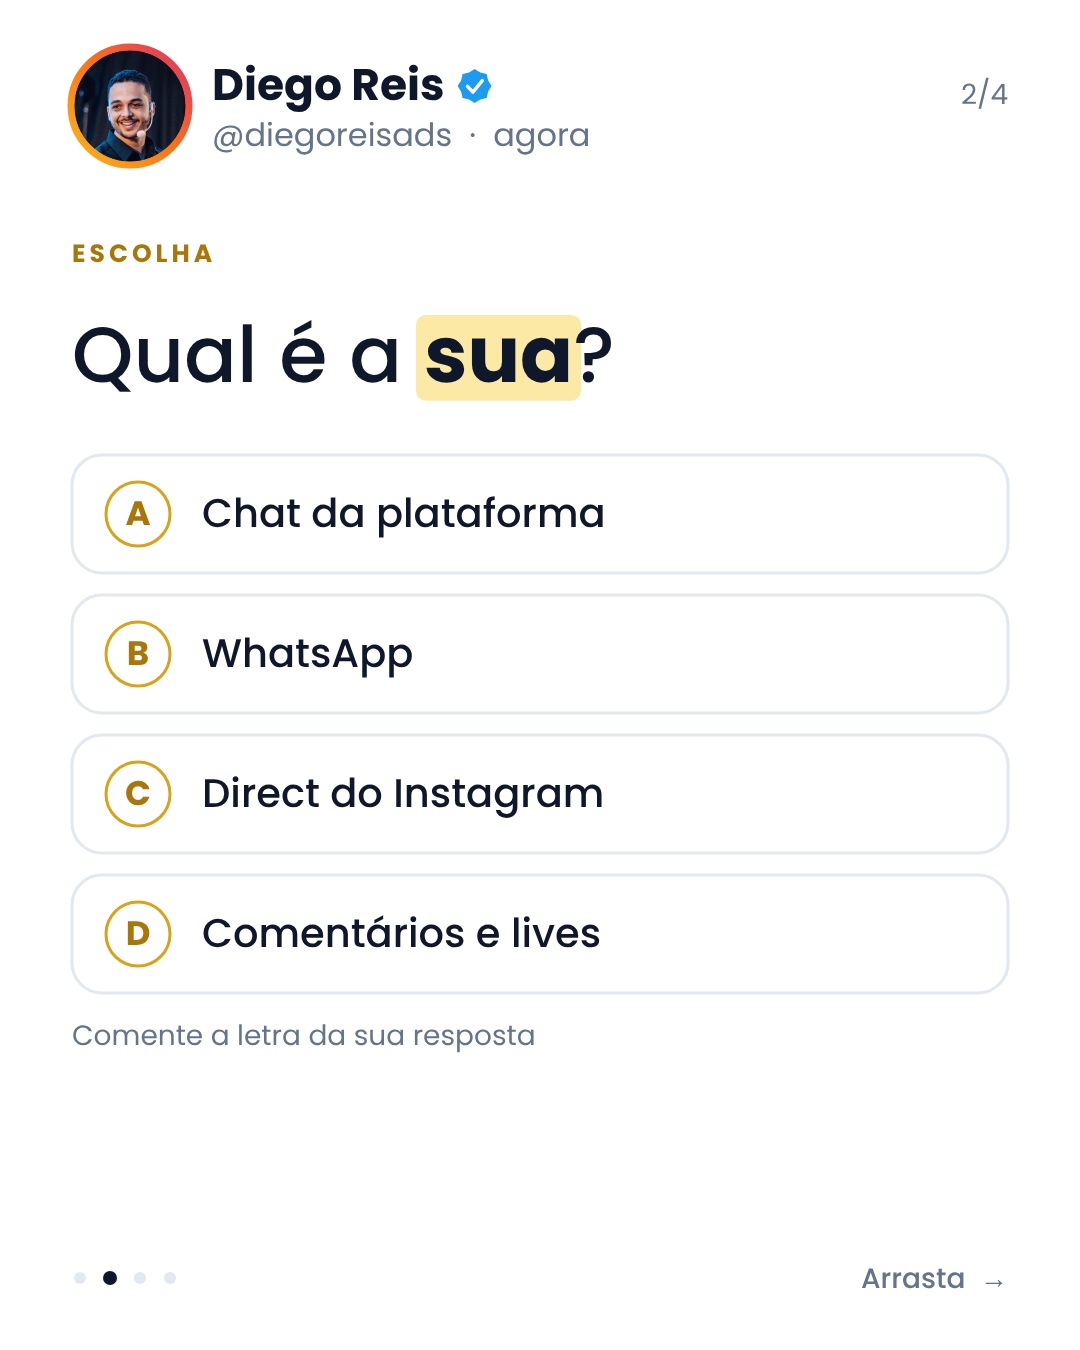 Diego Reis
@diegoreisads · agora
2/4
ESCOLHA
Qual é a sua?
A Chat da plataforma
B WhatsApp
C Direct do Instagram
D Comentários e lives
Comente a letra da sua resposta
Arrasta →